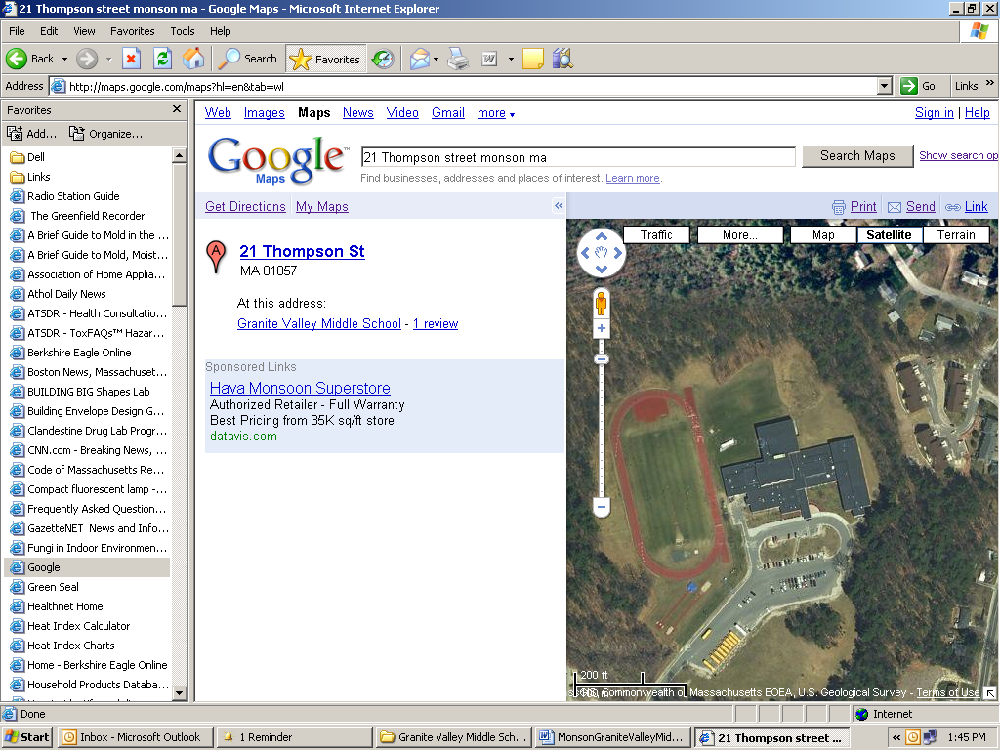 21 Thompson street monson ma - Google Maps - Microsoft Internet Explorer
File Edit View Favorites Tools Help
Back Search Favorites
Address http://maps.google.com/maps?hl=en&tab=wl Go Links »
Favorites
Add... Organize...
Dell
Links
Radio Station Guide
The Greenfield Recorder
A Brief Guide to Mold in the ...
A Brief Guide to Mold, Moist...
Association of Home Applia...
Athol Daily News
ATSDR - Health Consultatio...
ATSDR - ToxFAQs™ Hazar...
Berkshire Eagle Online
Boston News, Massachuset...
BUILDING BIG Shapes Lab
Building Envelope Design G...
Clandestine Drug Lab Progr...
CNN.com - Breaking News, ...
Code of Massachusetts Re...
Compact fluorescent lamp -...
Frequently Asked Question...
GazetteNET News and Info...
Fungi in Indoor Environmen...
Google
Green Seal
Healthnet Home
Heat Index Calculator
Heat Index Charts
Home - Berkshire Eagle Online
Household Products Databa...
Web Images Maps News Video Gmail more
Sign in | Help
Google™
Maps
21 Thompson street monson ma
Search Maps
Show search op
Find businesses, addresses and places of interest. Learn more.
Get Directions My Maps «
Print Send Link
A
21 Thompson St
MA 01057
At this address:
Granite Valley Middle School - 1 review
Sponsored Links
Hava Monsoon Superstore
Authorized Retailer - Full Warranty
Best Pricing from 35K sq/ft store
datavis.com
Traffic More... Map Satellite Terrain
200 ft
Commonwealth of Massachusetts EOEA, U.S. Geological Survey - Terms of Use
Done
Internet
Start Inbox - Microsoft Outlook 1 Reminder Granite Valley Middle Sch... MonsonGraniteValleyMid... 21 Thompson street ... « 1:45 PM